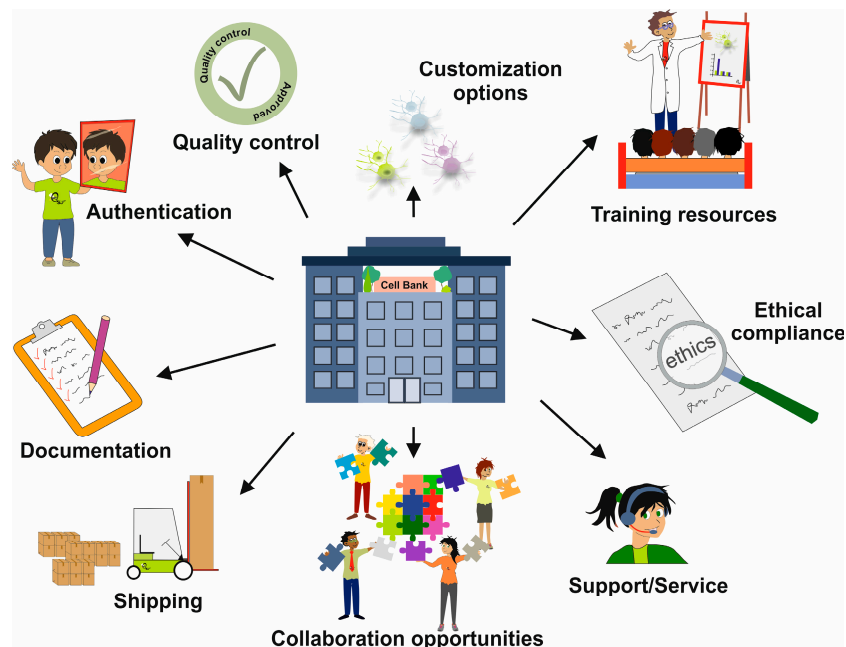 Quality control
Approved
Quality control
Customization
options
Training resources
Authentication
Cell Bank
Ethical
compliance
ethics
Documentation
Shipping
Support/Service
Collaboration opportunities